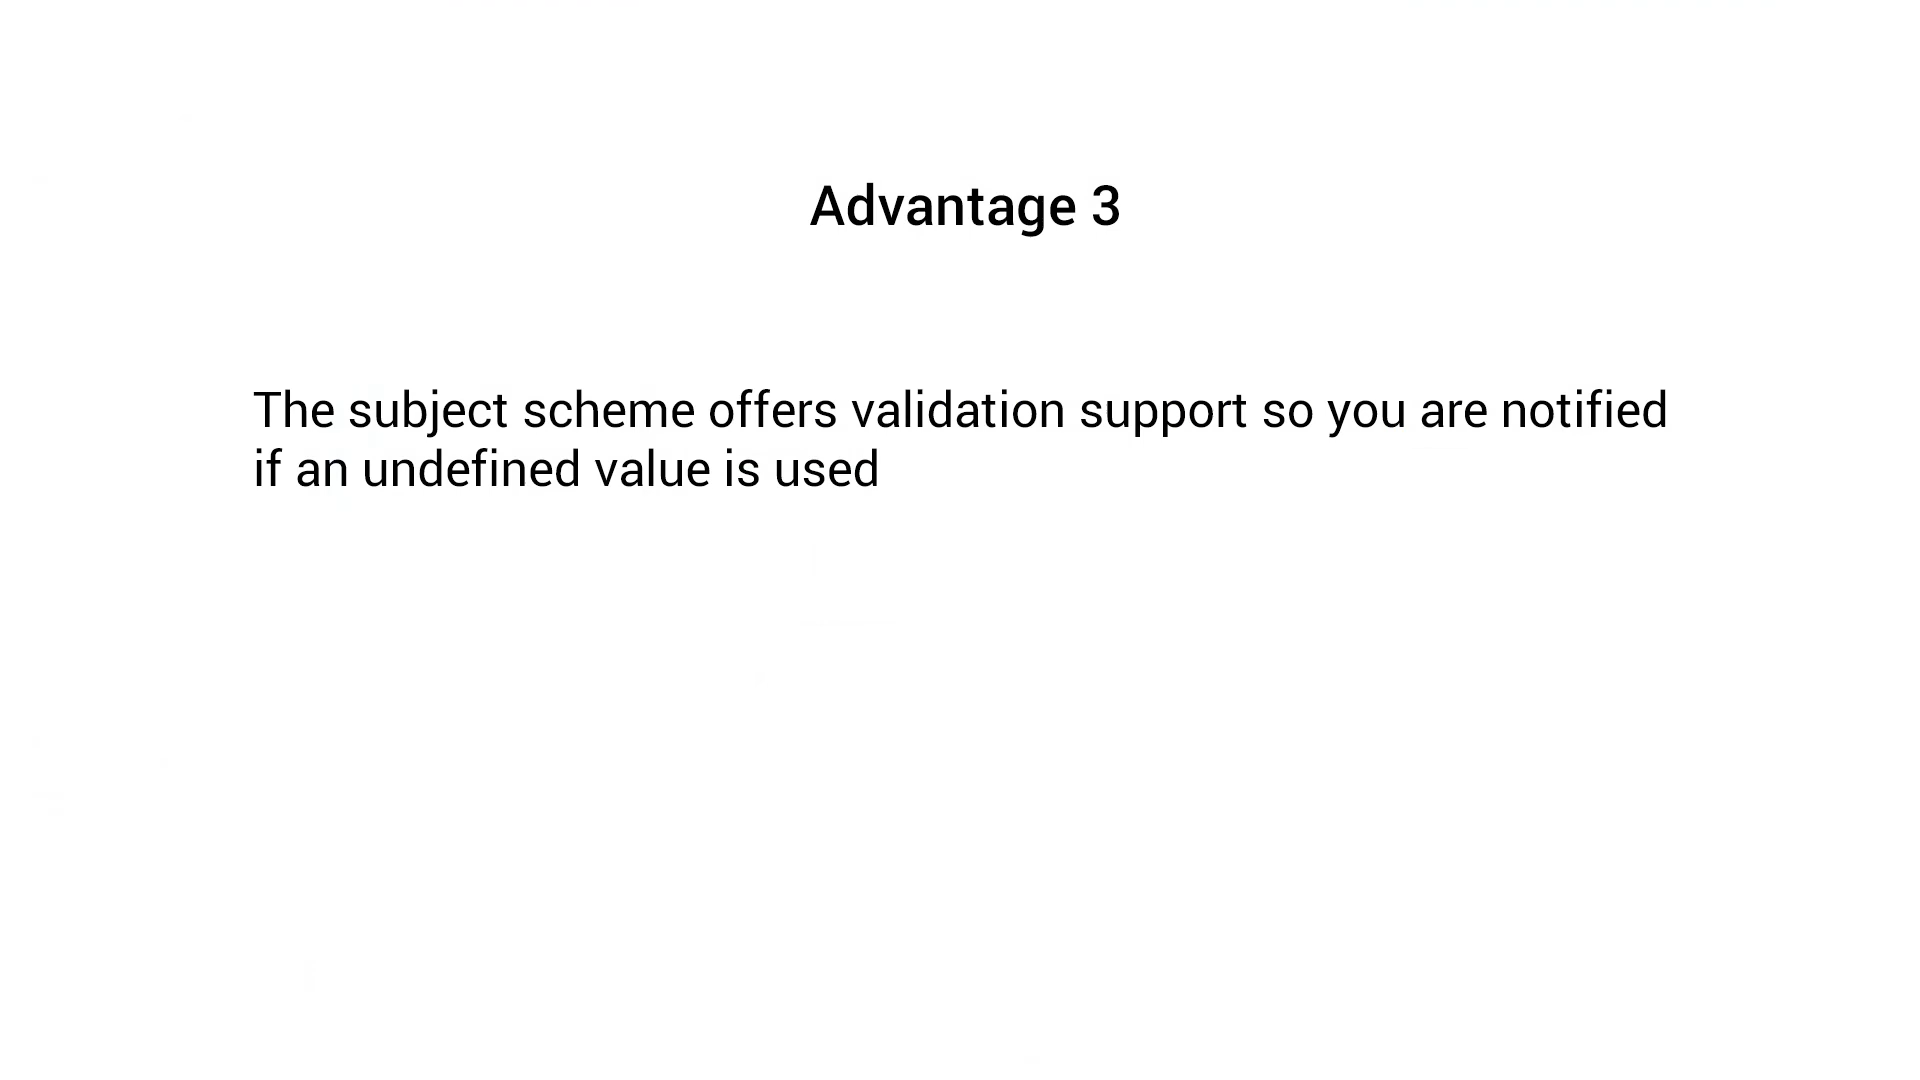 Advantage 3
The subject scheme offers validation support so you are notified
if an undefined value is used